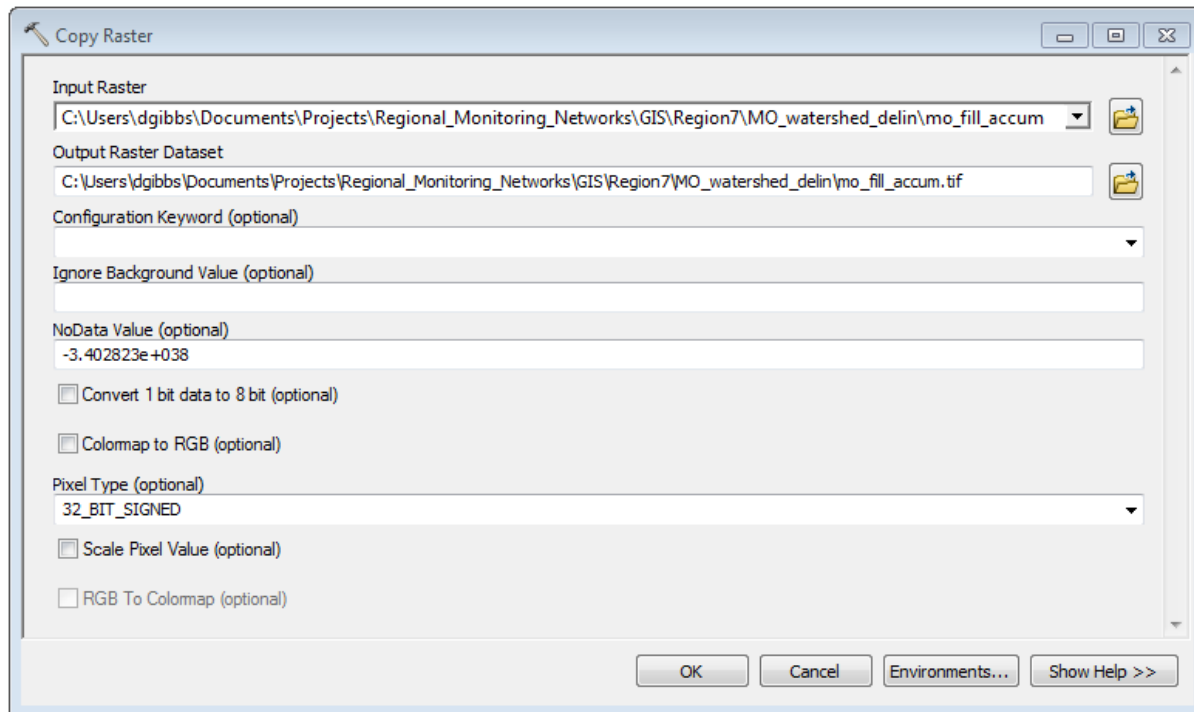 Copy Raster
Input Raster
C:\Users\dgibbs\Documents\Projects\Regional_Monitoring_Networks\GIS\Region7\MO_watershed_delin\mo_fill_accum
Output Raster Dataset
C:\Users\dgibbs\Documents\Projects\Regional_Monitoring_Networks\GIS\Region7\MO_watershed_delin\mo_fill_accum.tif
Configuration Keyword (optional)
Ignore Background Value (optional)
NoData Value (optional)
-3.402823e+038
Convert 1 bit data to 8 bit (optional)
Colormap to RGB (optional)
Pixel Type (optional)
32_BIT_SIGNED
Scale Pixel Value (optional)
RGB To Colormap (optional)
OK Cancel Environments... Show Help >>